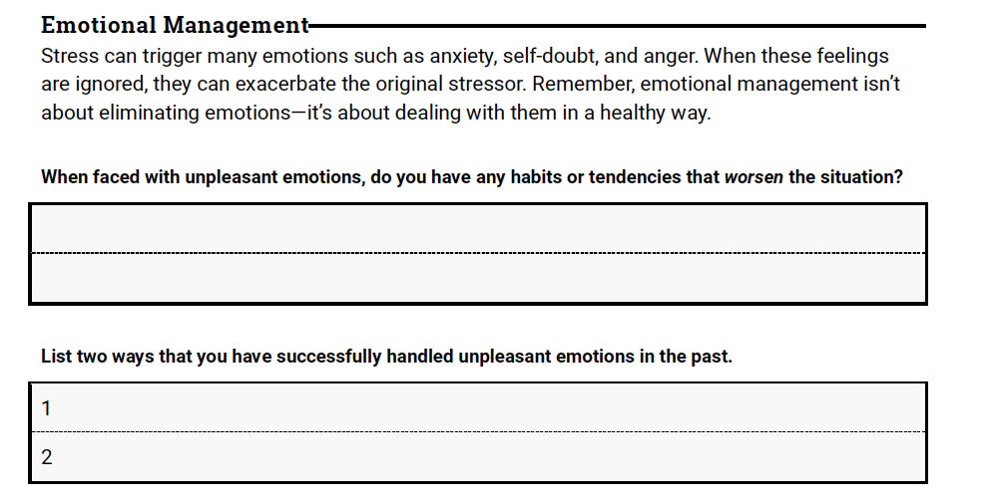 Emotional Management
Stress can trigger many emotions such as anxiety, self-doubt, and anger. When these feelings
are ignored, they can exacerbate the original stressor. Remember, emotional management isn’t
about eliminating emotions—it’s about dealing with them in a healthy way.
When faced with unpleasant emotions, do you have any habits or tendencies that worsen the situation?
List two ways that you have successfully handled unpleasant emotions in the past.
1
2